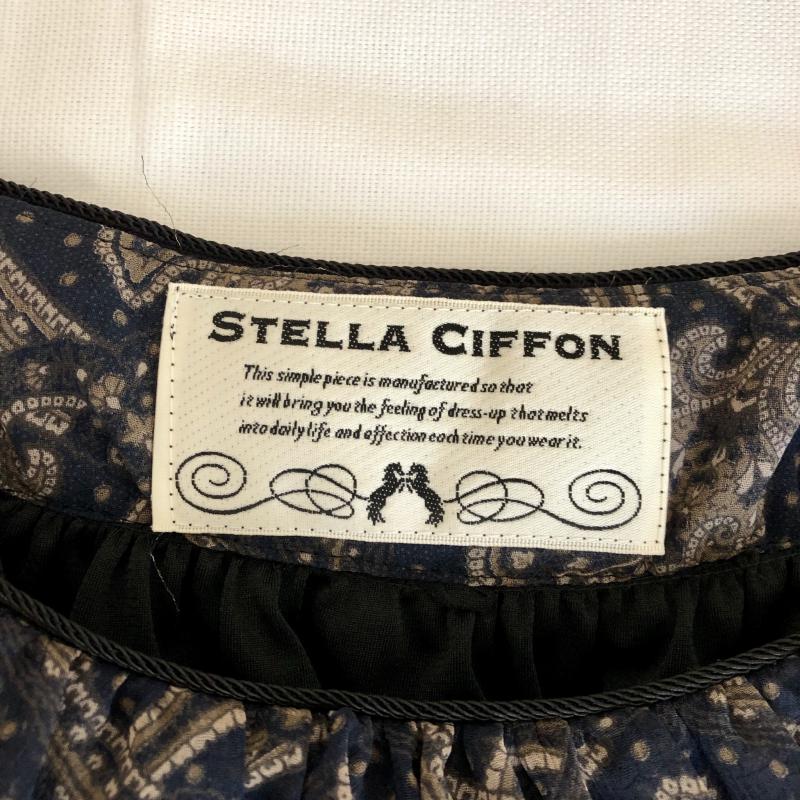 STELLA CIFFON
This simple piece is manufactured so that
it will bring you the feeling of dress-up that melts
into daily life and affection each time you wear it.